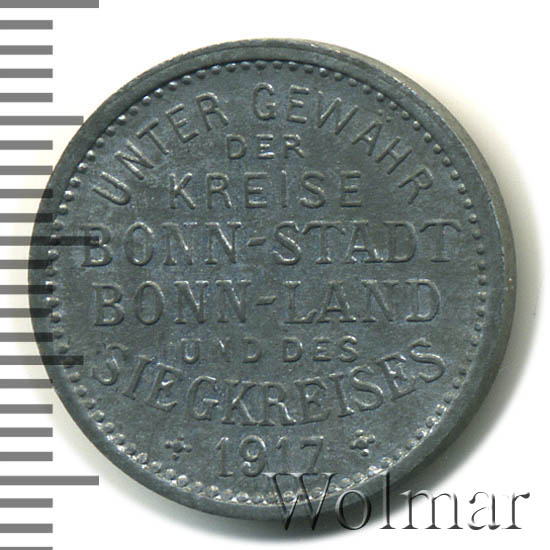 UNTER GEWÄHR
DER
KREISE
BONN-STADT
BONN-LAND
UND DES
SIEGKREISES
1917
Wolmar